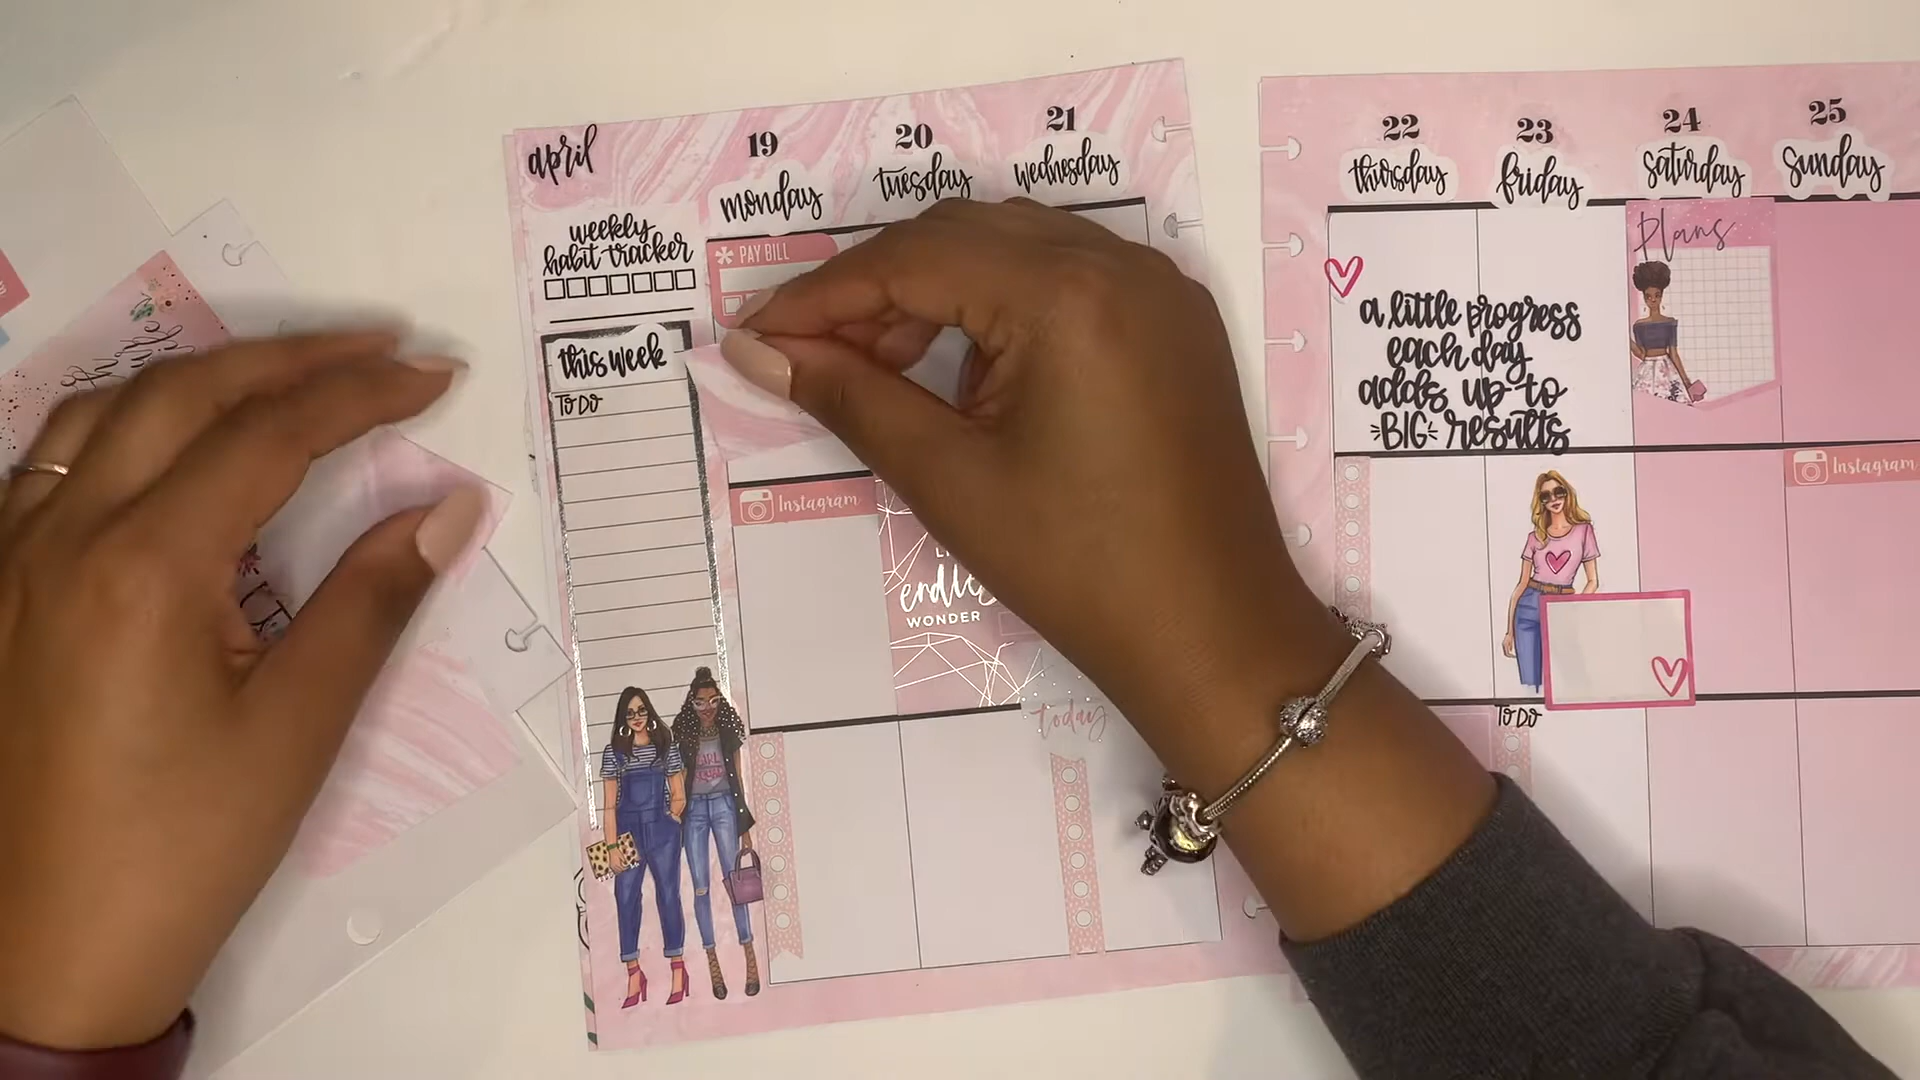 april
19
20
21
monday
tuesday
wednesday
weekly
habit tracker
PAY BILL
this week
TO DO
Instagram
WONDER
today
GIRL
22
23
24
25
thursday
friday
saturday
sunday
Plans
a little progress
each day
adds up to
BIG results
Instagram
TO DO